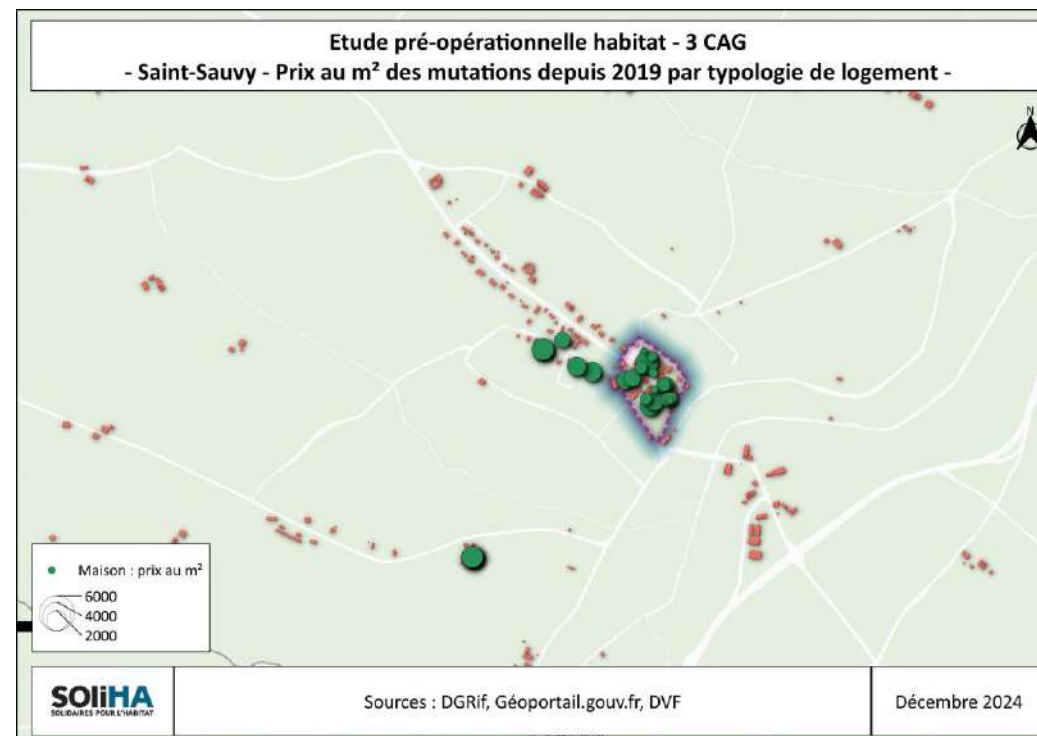 Etude pré-opérationnelle habitat - 3 CAG
- Saint-Sauvy - Prix au m² des mutations depuis 2019 par typologie de logement -
N
Maison : prix au m²
6000
4000
2000
SOliHA
SOLIDAIRES POUR L'HABITAT
Sources : DGRif, Géoportail.gouv.fr, DVF
Décembre 2024